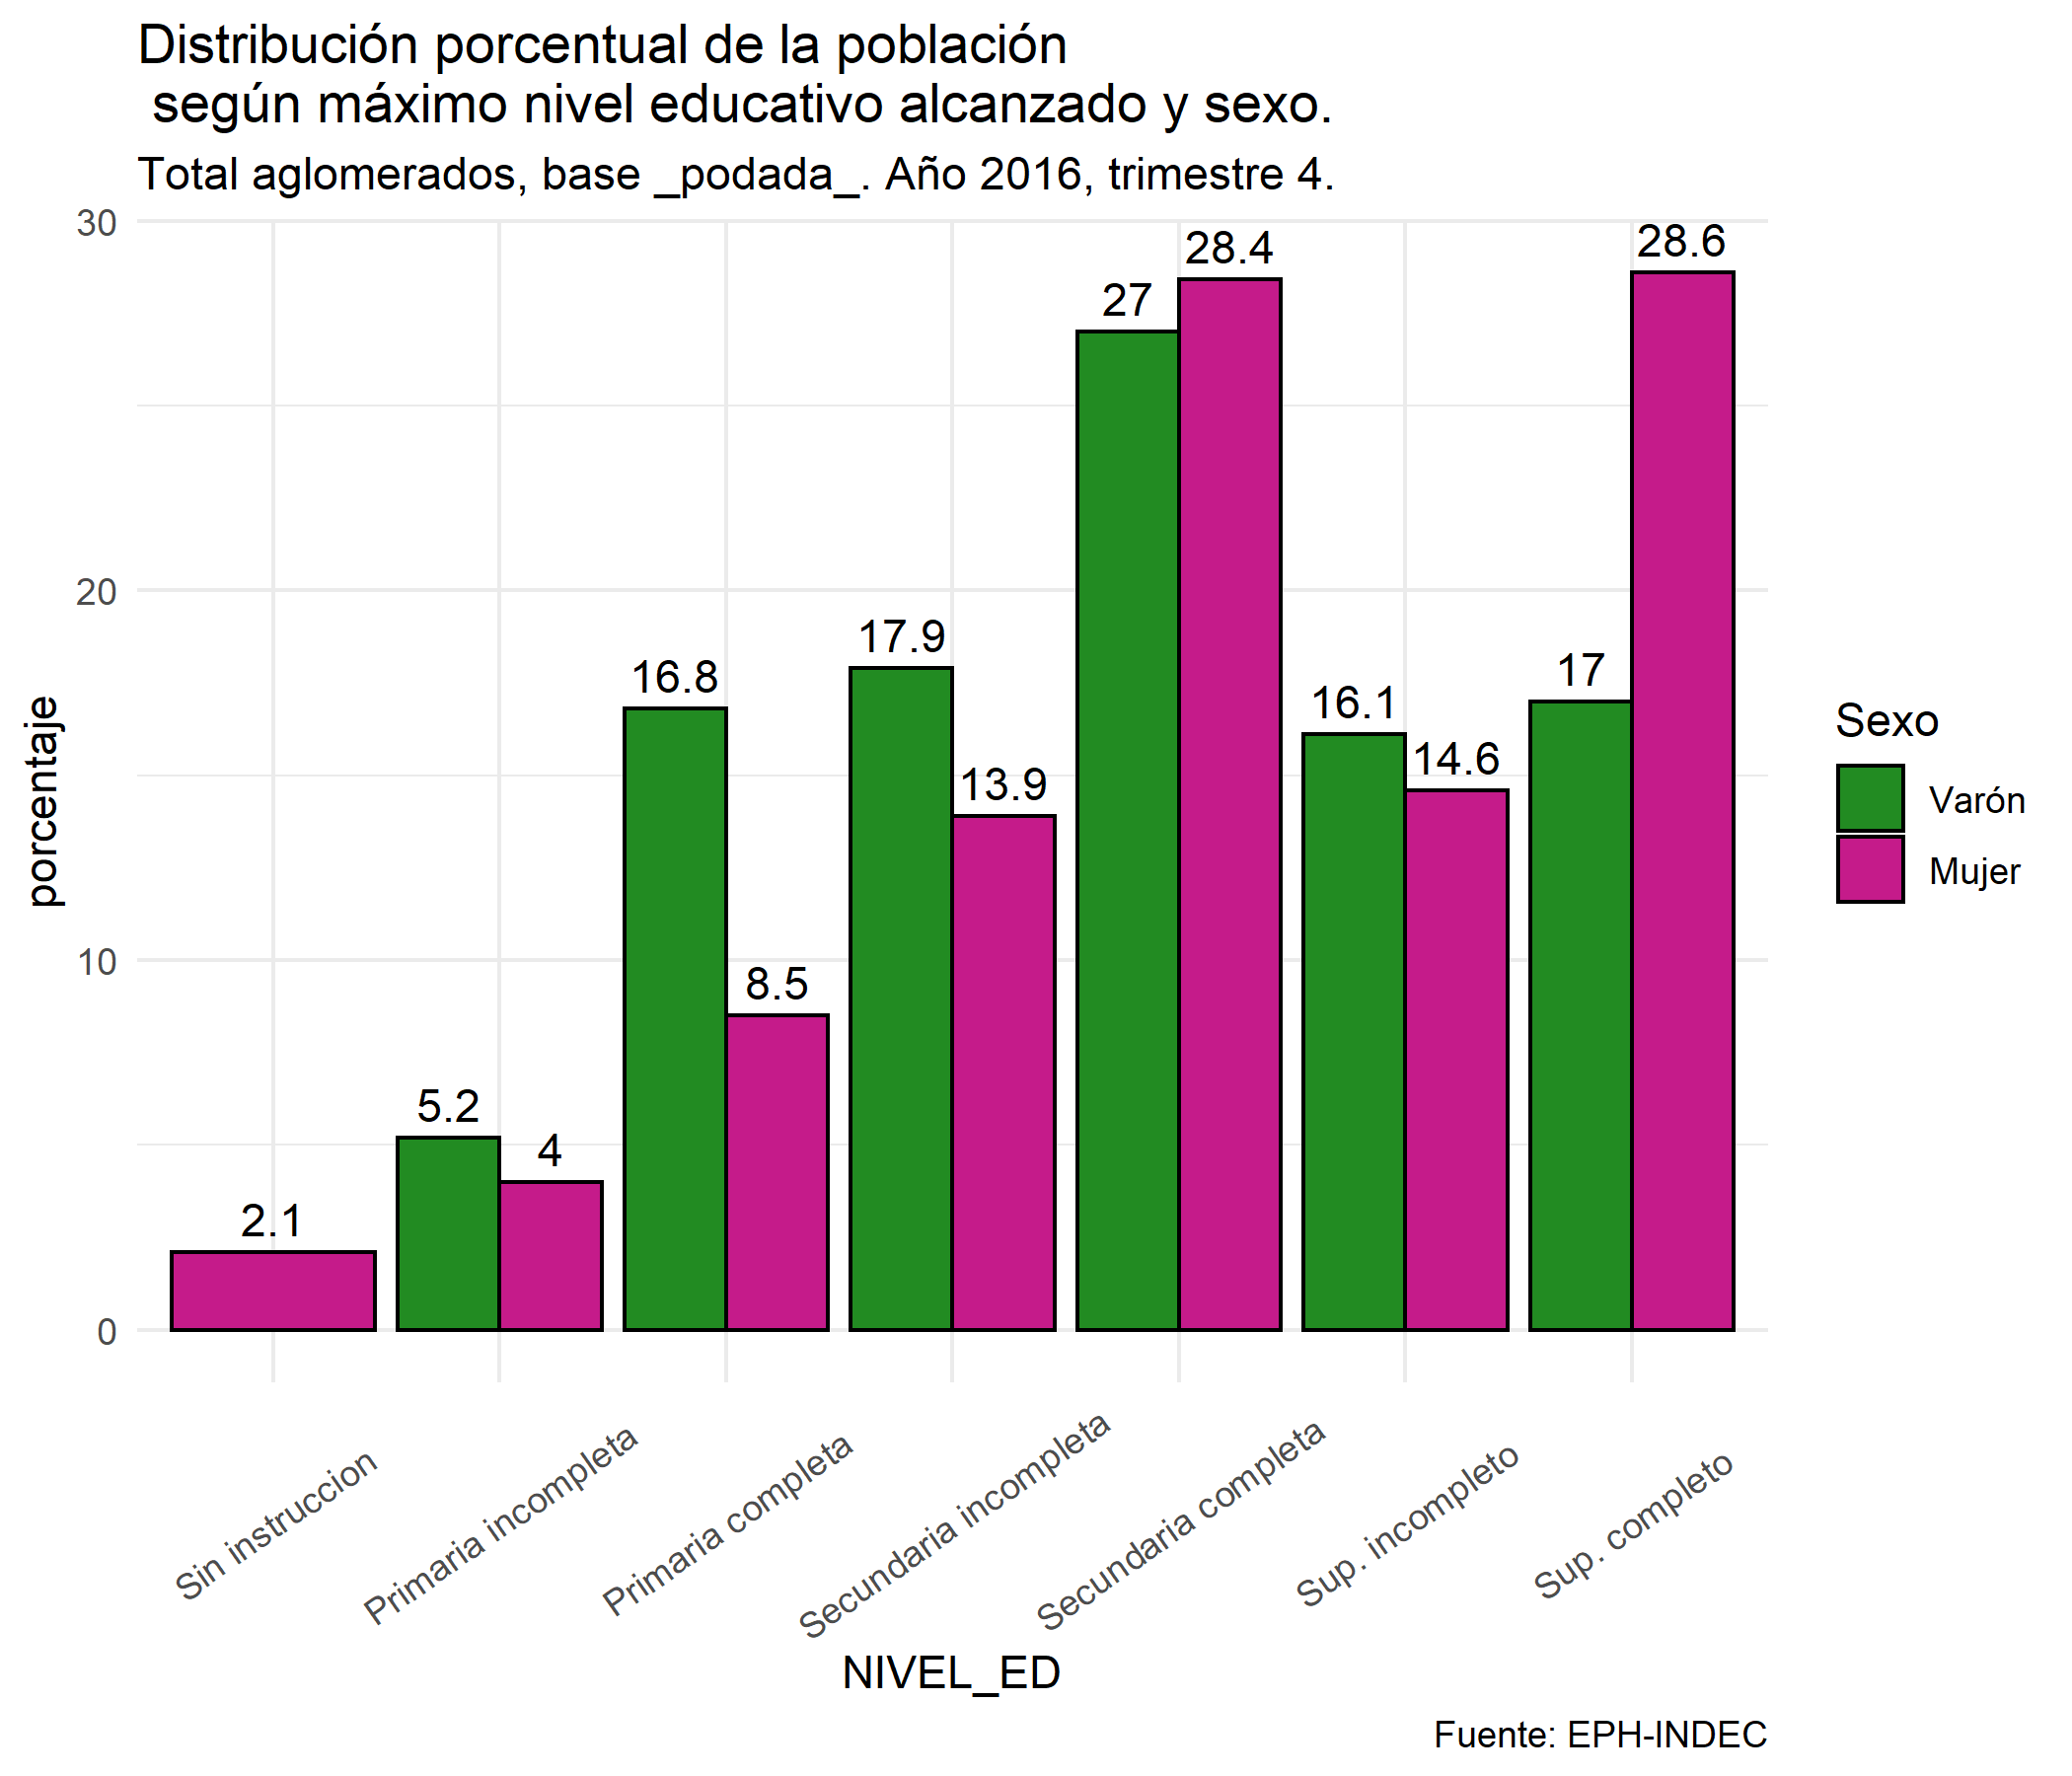 Distribución porcentual de la población
según máximo nivel educativo alcanzado y sexo.
Total aglomerados, base _podada_. Año 2016, trimestre 4.
30
20
10
0
porcentaje
2.1
5.2
4
16.8
8.5
17.9
13.9
27
28.4
16.1
14.6
17
28.6
Sin instruccion
Primaria incompleta
Primaria completa
Secundaria incompleta
Secundaria completa
Sup. incompleto
Sup. completo
NIVEL_ED
Sexo
Varón
Mujer
Fuente: EPH-INDEC